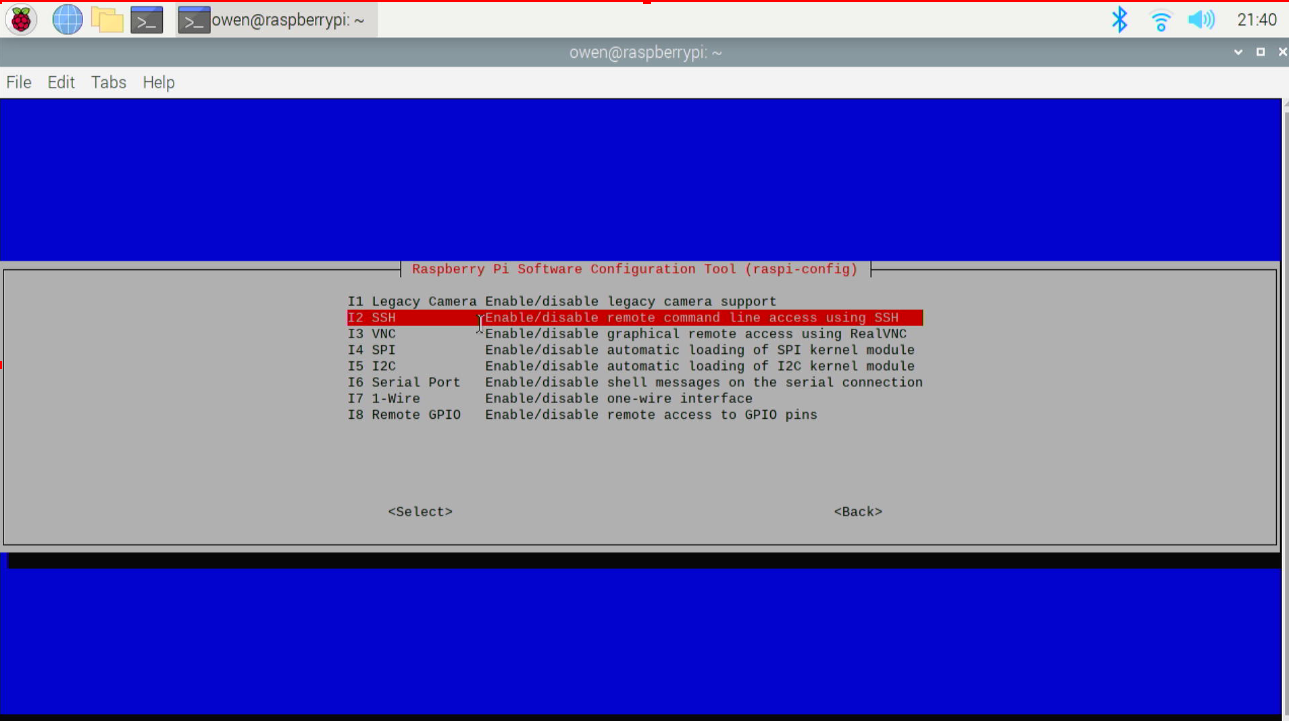 owen@raspberrypi: ~
21:40
owen@raspberrypi: ~
File Edit Tabs Help
Raspberry Pi Software Configuration Tool (raspi-config)
I1 Legacy Camera Enable/disable legacy camera support
I2 SSH Enable/disable remote command line access using SSH
I3 VNC Enable/disable graphical remote access using RealVNC
I4 SPI Enable/disable automatic loading of SPI kernel module
I5 I2C Enable/disable automatic loading of I2C kernel module
I6 Serial Port Enable/disable shell messages on the serial connection
I7 1-Wire Enable/disable one-wire interface
I8 Remote GPIO Enable/disable remote access to GPIO pins
<Select> <Back>